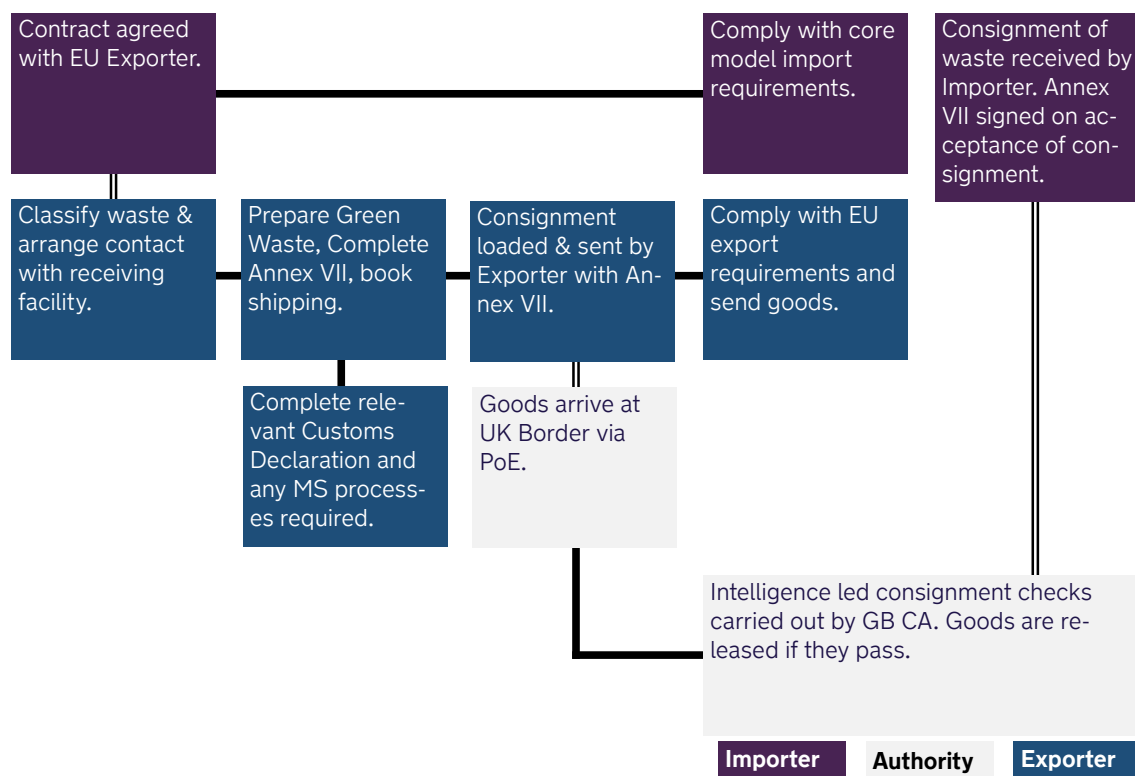 Contract agreed
with EU Exporter.
Comply with core
model import
requirements.
Consignment of
waste received by
Importer. Annex
VII signed on ac-
ceptance of con-
signment.
Classify waste &
arrange contact
with receiving
facility.
Prepare Green
Waste, Complete
Annex VII, book
shipping.
Consignment
loaded & sent by
Exporter with An-
nex VII.
Comply with EU
export
requirements and
send goods.
Complete rele-
vant Customs
Declaration and
any MS process-
es required.
Goods arrive at
UK Border via
PoE.
Intelligence led consignment checks
carried out by GB CA. Goods are re-
leased if they pass.
Importer
Authority
Exporter